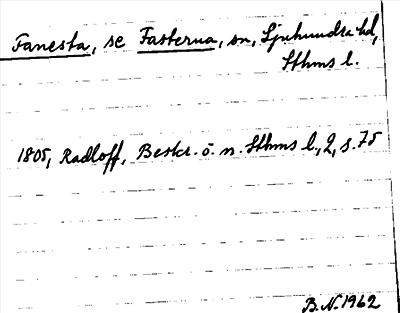 Fanesta, se Fasterna, sn, Sjuhundra hd,
Sthms l.
1805, Radloff, Beskr. ö. n. Sthms l., 2, s. 75
B.N. 1962